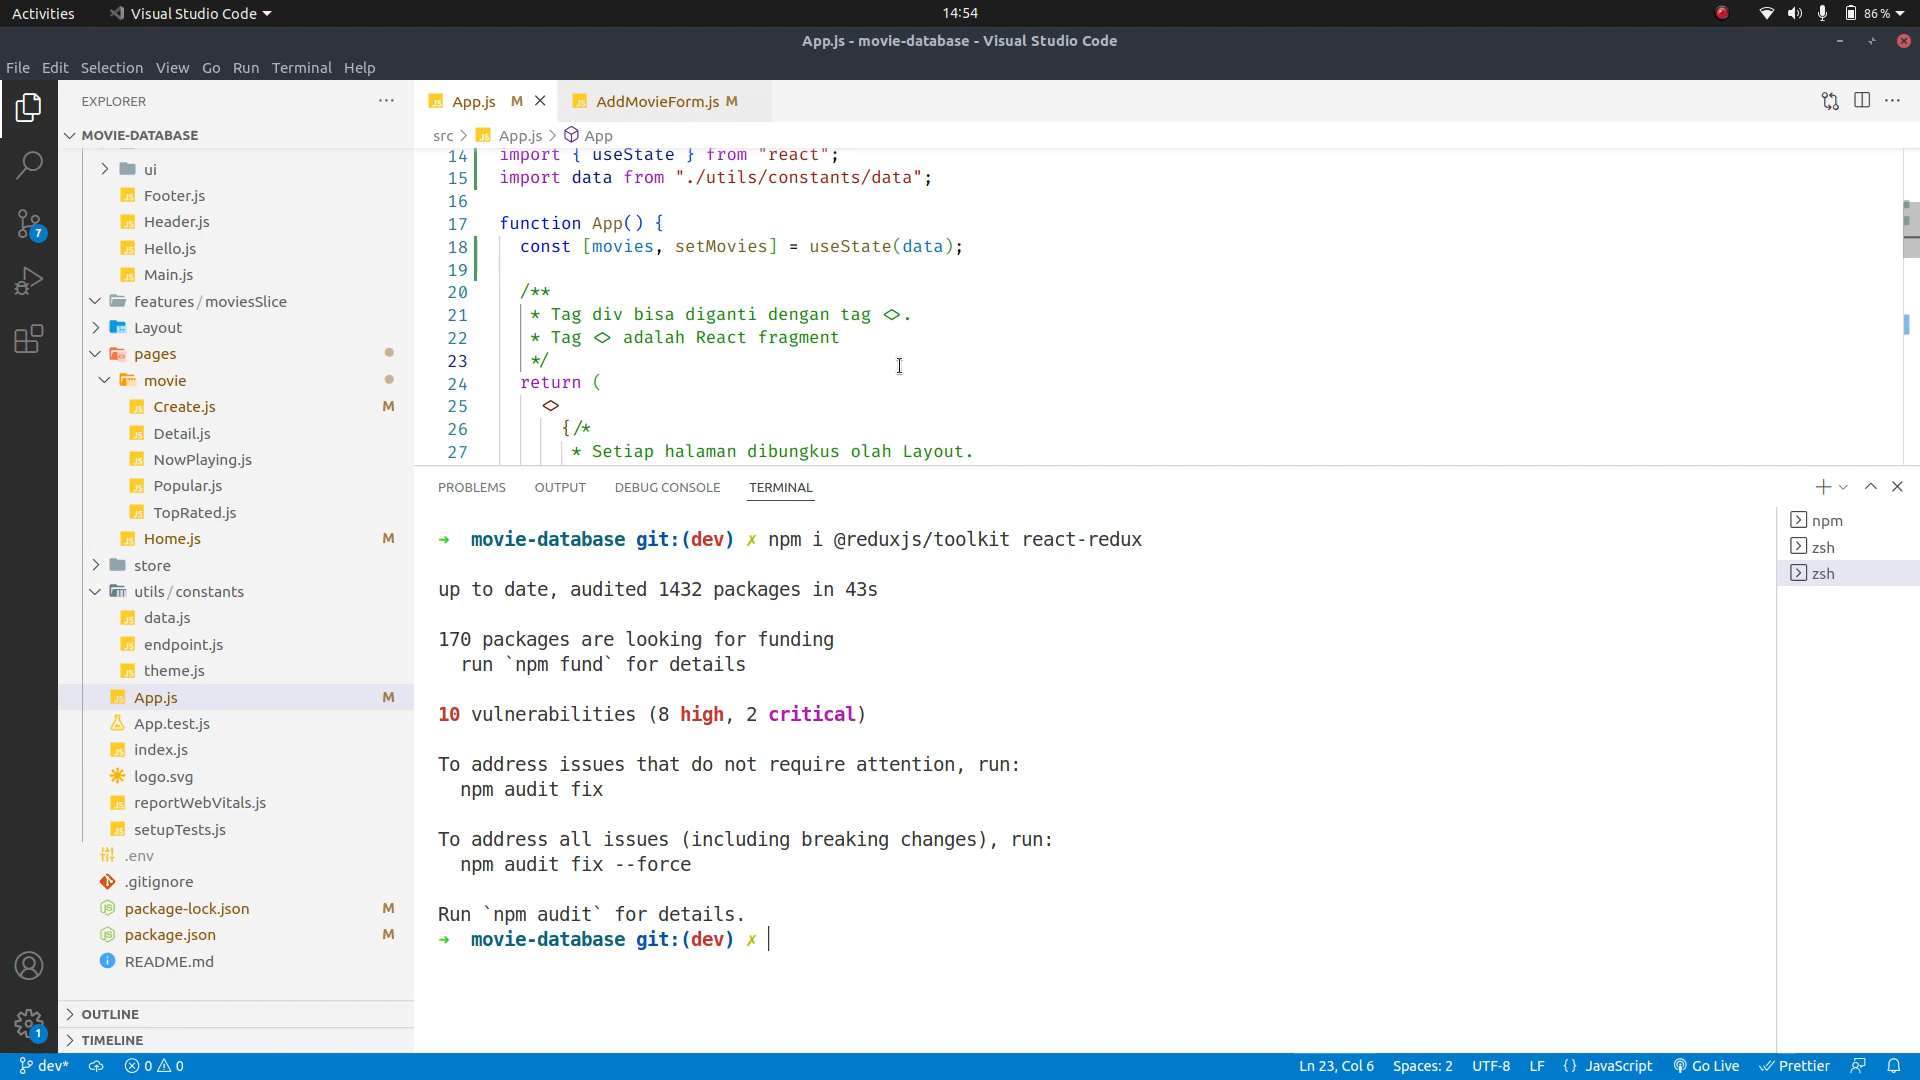 Activities
Visual Studio Code
14:54
86 %
App.js - movie-database - Visual Studio Code
File Edit Selection View Go Run Terminal Help
EXPLORER
MOVIE-DATABASE
ui
Footer.js
Header.js
Hello.js
Main.js
features / moviesSlice
Layout
pages
movie
Create.js M
Detail.js
NowPlaying.js
Popular.js
TopRated.js
Home.js M
store
utils / constants
data.js
endpoint.js
theme.js
App.js M
App.test.js
index.js
logo.svg
reportWebVitals.js
setupTests.js
.env
.gitignore
package-lock.json M
package.json M
README.md
OUTLINE
TIMELINE
7
1
App.js M
AddMovieForm.js M
src > App.js > App
14 import { useState } from "react";
15 import data from "./utils/constants/data";
16
17 function App() {
18 const [movies, setMovies] = useState(data);
19
20 /**
21 * Tag div bisa diganti dengan tag <>.
22 * Tag <> adalah React fragment
23 */
24 return (
25 <>
26 {/*
27 * Setiap halaman dibungkus olah Layout.
PROBLEMS OUTPUT DEBUG CONSOLE TERMINAL
➜ movie-database git:(dev) ✗ npm i @reduxjs/toolkit react-redux
up to date, audited 1432 packages in 43s
170 packages are looking for funding
run `npm fund` for details
10 vulnerabilities (8 high, 2 critical)
To address issues that do not require attention, run:
npm audit fix
To address all issues (including breaking changes), run:
npm audit fix --force
Run `npm audit` for details.
➜ movie-database git:(dev) ✗
npm
zsh
zsh
dev* 0 0
Ln 23, Col 6 Spaces: 2 UTF-8 LF {} JavaScript Go Live Prettier